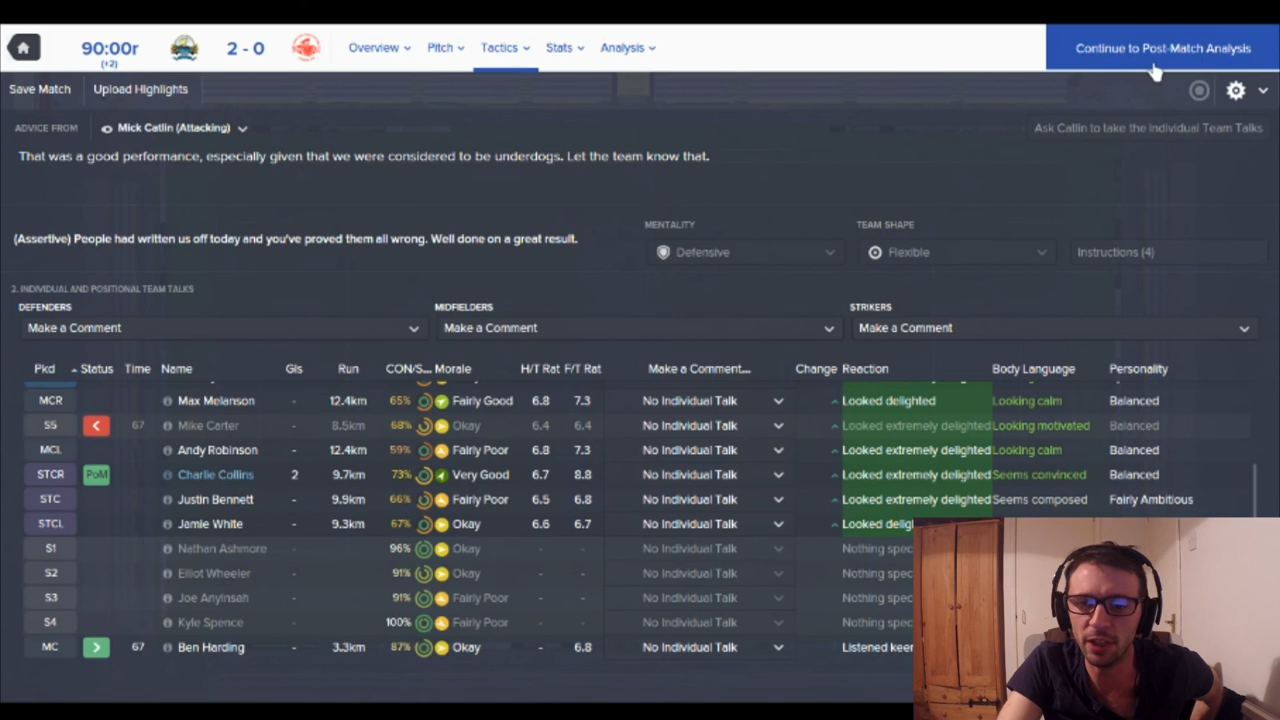 90:00r 2 - 0 Overview Pitch Tactics Stats Analysis Continue to Post-Match Analysis
(+2)
Save Match Upload Highlights
ADVICE FROM Mick Catlin (Attacking) Ask Catlin to take the Individual Team Talks
That was a good performance, especially given that we were considered to be underdogs. Let the team know that.
MENTALITY TEAM SHAPE
(Assertive) People had written us off today and you've proved them all wrong. Well done on a great result.
Defensive Flexible Instructions (4)
2. INDIVIDUAL AND POSITIONAL TEAM TALKS
DEFENDERS MIDFIELDERS STRIKERS
Make a Comment Make a Comment Make a Comment
Pkd Status Time Name Gls Run CON/S... Morale H/T Rat F/T Rat Make a Comment... Change Reaction Body Language Personality
MCR Max Melanson - 12.4km 65% Fairly Good 6.8 7.3 No Individual Talk Looked delighted Looking calm Balanced
S5 67 Mike Carter - 8.5km 68% Okay 6.4 6.4 No Individual Talk Looked extremely delighted Looking motivated Balanced
MCL Andy Robinson - 12.4km 59% Fairly Poor 6.8 7.3 No Individual Talk Looked extremely delighted Looking calm Balanced
STCR PoM Charlie Collins 2 9.7km 73% Very Good 6.7 8.8 No Individual Talk Looked extremely delighted Seems convinced Balanced
STC Justin Bennett - 9.9km 66% Fairly Poor 6.5 6.8 No Individual Talk Looked extremely delighted Seems composed Fairly Ambitious
STCL Jamie White - 9.3km 67% Okay 6.6 6.7 No Individual Talk Looked delig
S1 Nathan Ashmore - 96% Okay - - No Individual Talk Nothing spec
S2 Elliot Wheeler - 91% Okay - - No Individual Talk Nothing spec
S3 Joe Anyinsah - 91% Fairly Poor - - No Individual Talk Nothing spec
S4 Kyle Spence - 100% Fairly Poor - - No Individual Talk Nothing spec
MC 67 Ben Harding - 3.3km 87% Okay - 6.8 No Individual Talk Listened keen